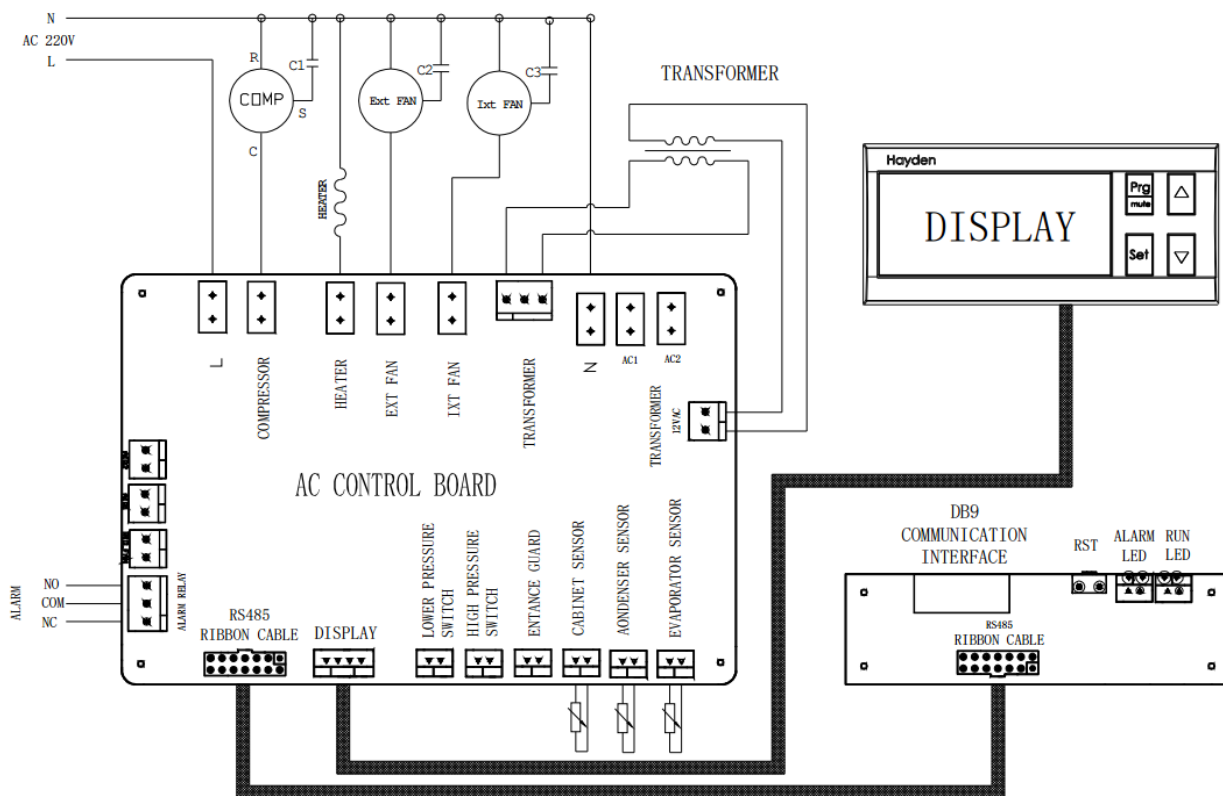 N
AC 220V
L
R
C1
COMP
S
C
HEATER
Ext FAN
C2
Ixt FAN
C3
TRANSFORMER
Hayden
DISPLAY
Prg
mute
Set
L
COMPRESSOR
HEATER
EXT FAN
IXT FAN
TRANSFORMER
N
AC1
AC2
TRANSFORMER
12VAC
AC CONTROL BOARD
ALARM
NO
COM
NC
ALARM RELAY
RS485
RIBBON CABLE
DISPLAY
LOWER PRESSURE
SWITCH
HIGH PRESSURE
SWITCH
ENTANCE GUARD
CABINET SENSOR
AONDENSER SENSOR
EVAPORATOR SENSOR
DB9
COMMUNICATION
INTERFACE
RST
ALARM
LED
RUN
LED
RS485
RIBBON CABLE